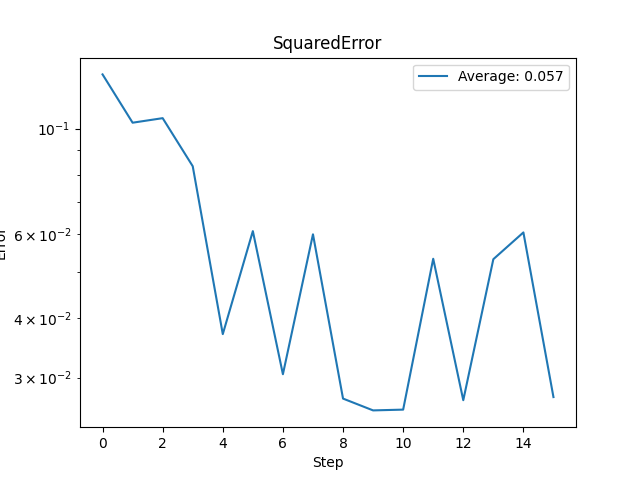 SquaredError
Average: 0.057
10⁻¹
6 × 10⁻²
4 × 10⁻²
3 × 10⁻²
Error
0 2 4 6 8 10 12 14
Step